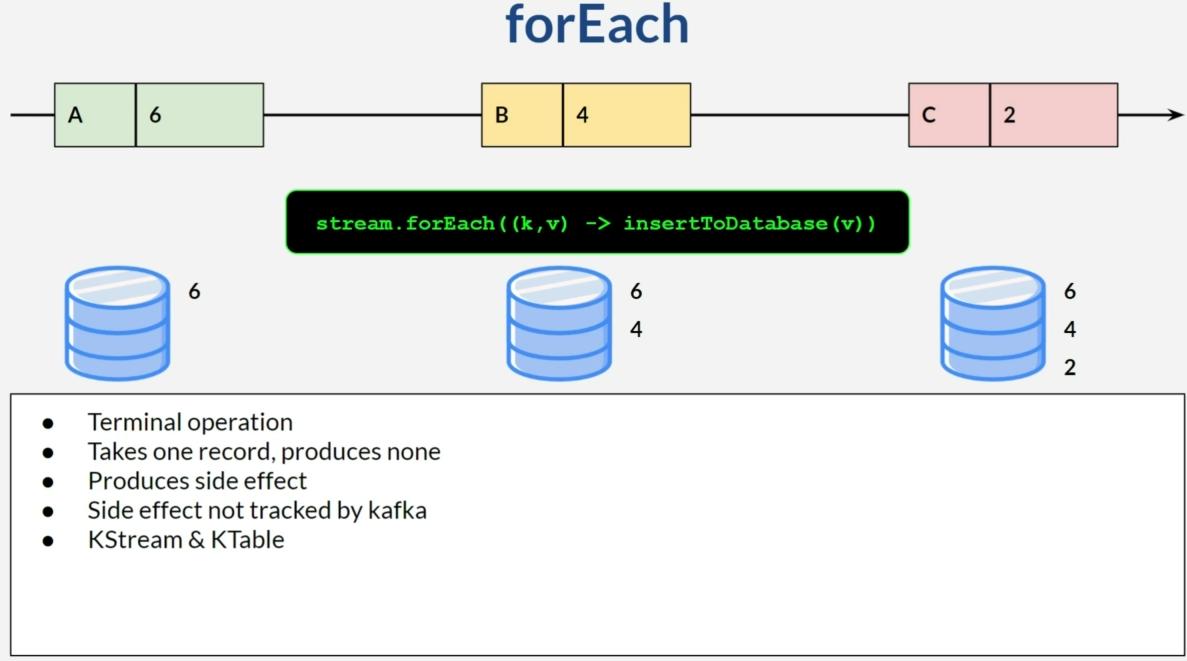 forEach
A 6
B 4
C 2
stream.forEach((k,v) -> insertToDatabase(v))
6
6
4
6
4
2
● Terminal operation
● Takes one record, produces none
● Produces side effect
● Side effect not tracked by kafka
● KStream & KTable